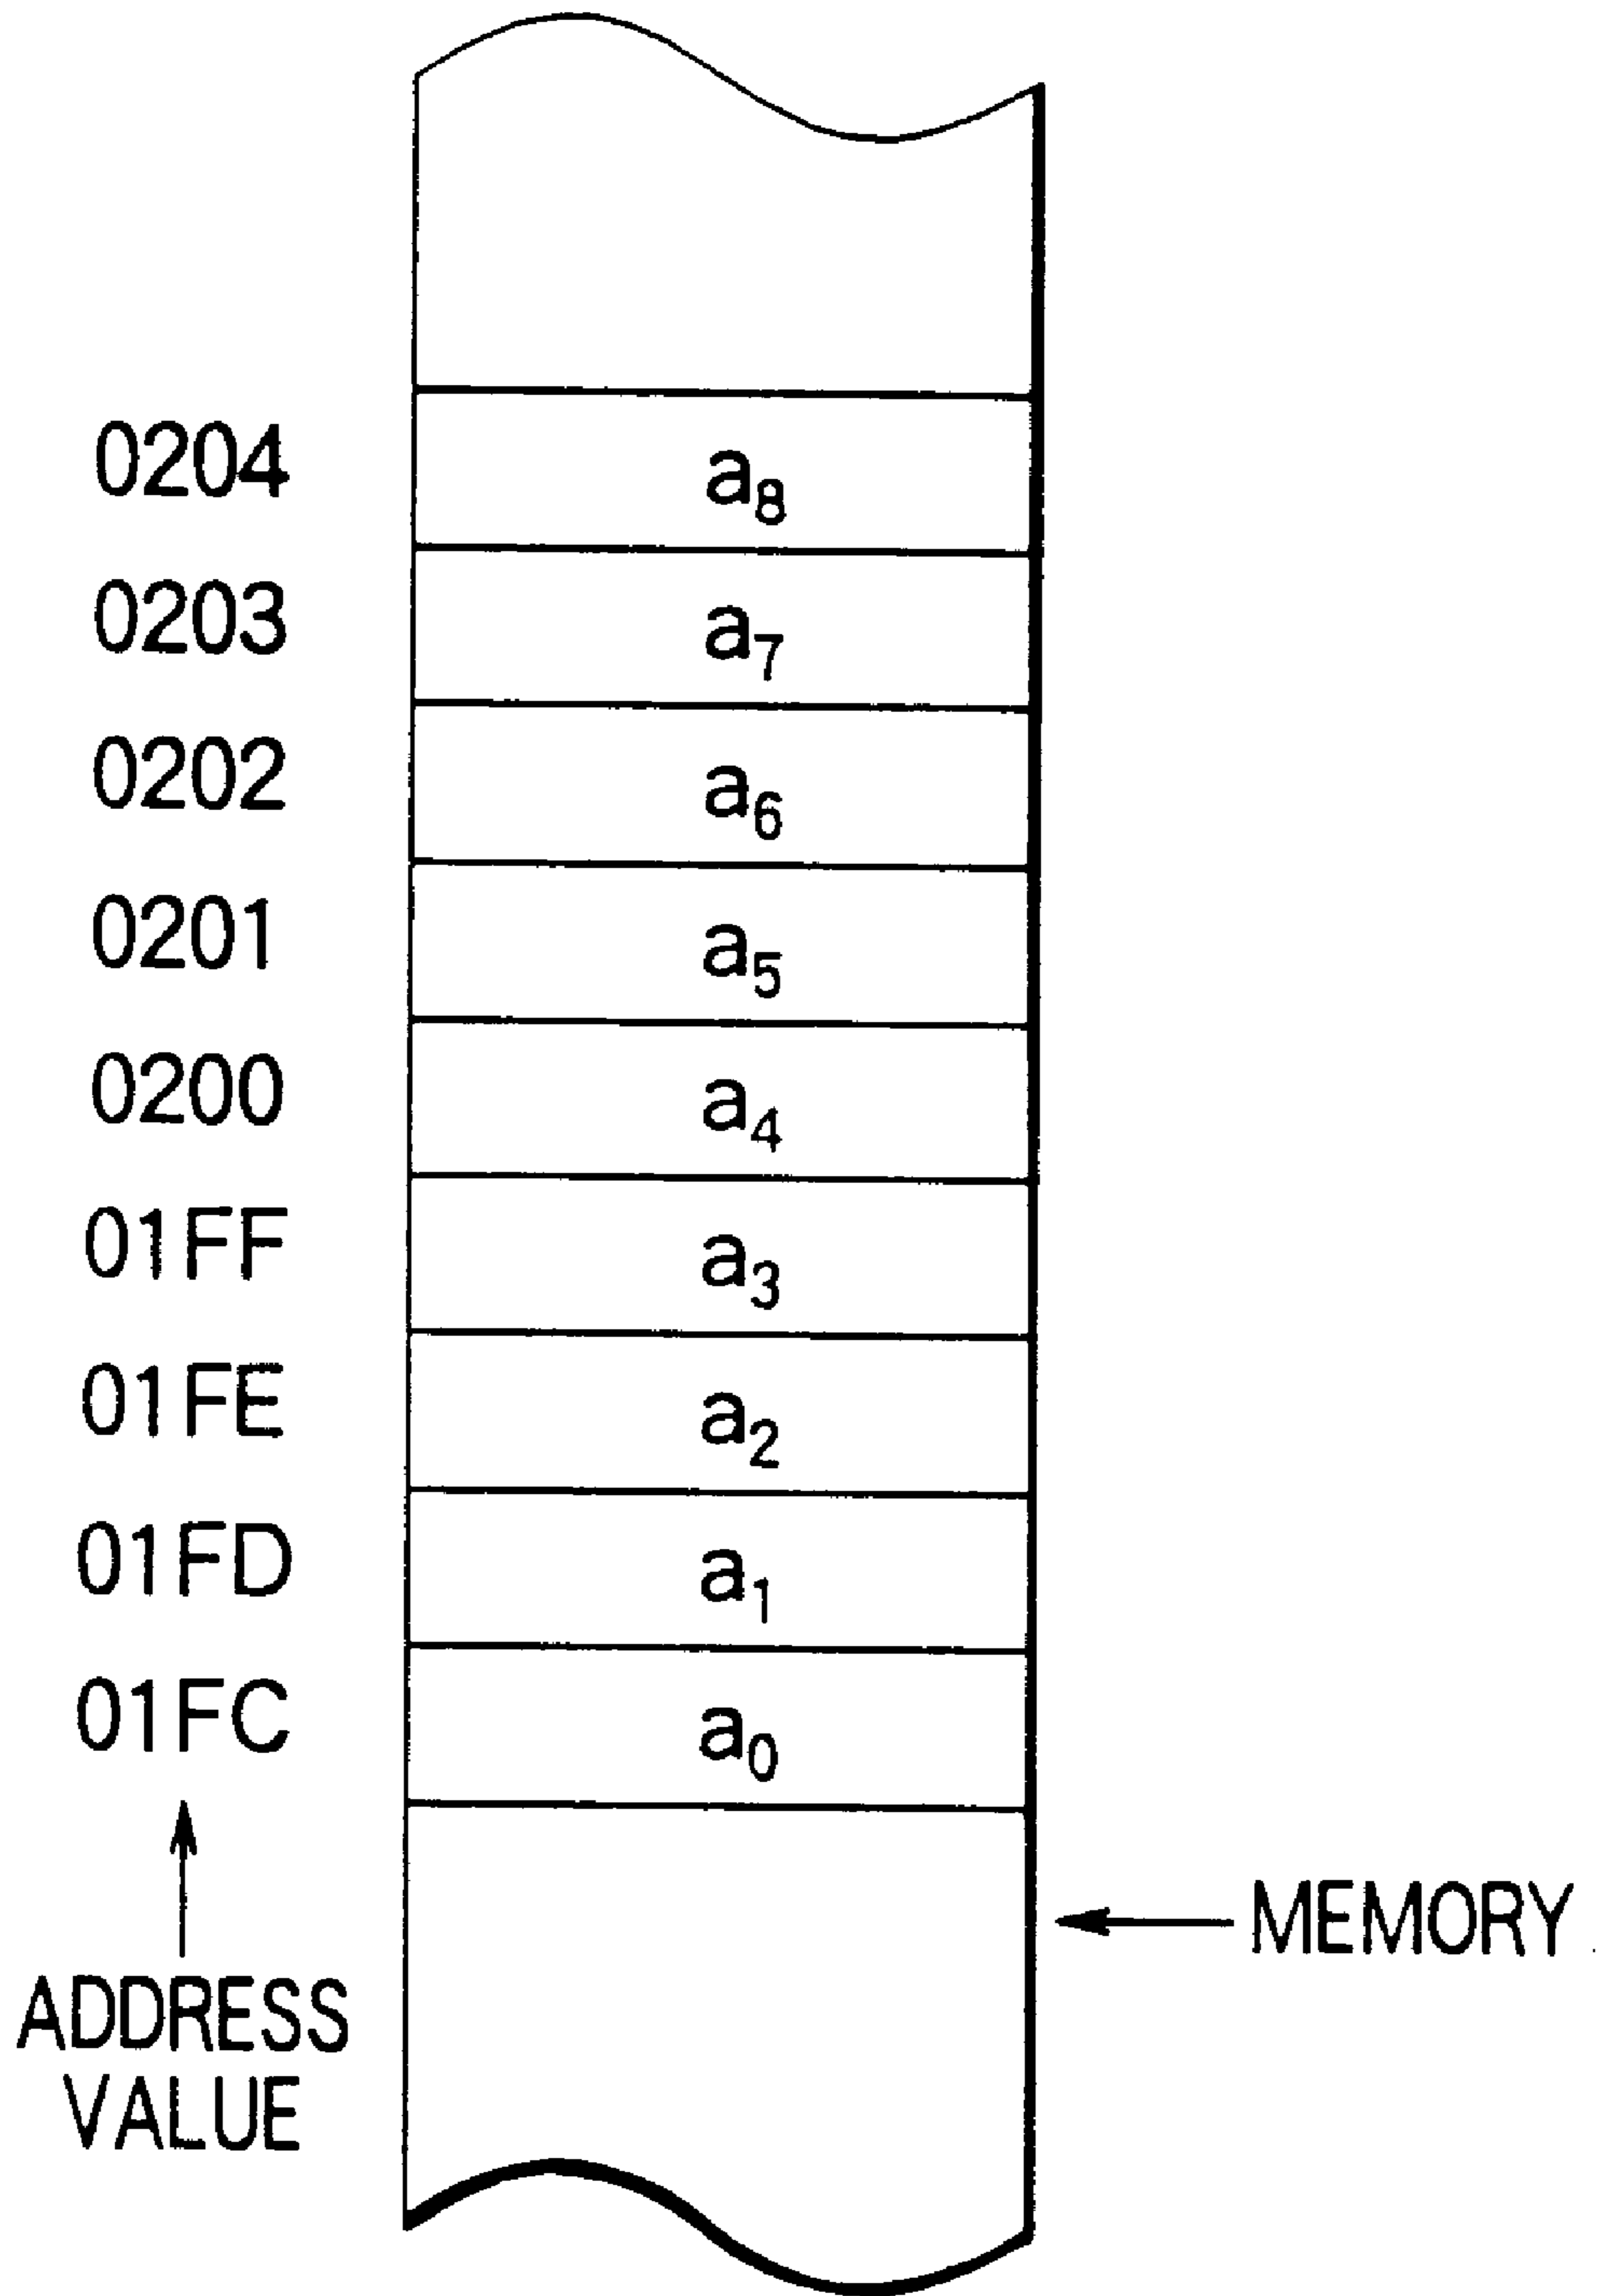 0204 a₈
0203 a₇
0202 a₆
0201 a₅
0200 a₄
01FF a₃
01FE a₂
01FD a₁
01FC a₀
MEMORY
ADDRESS
VALUE